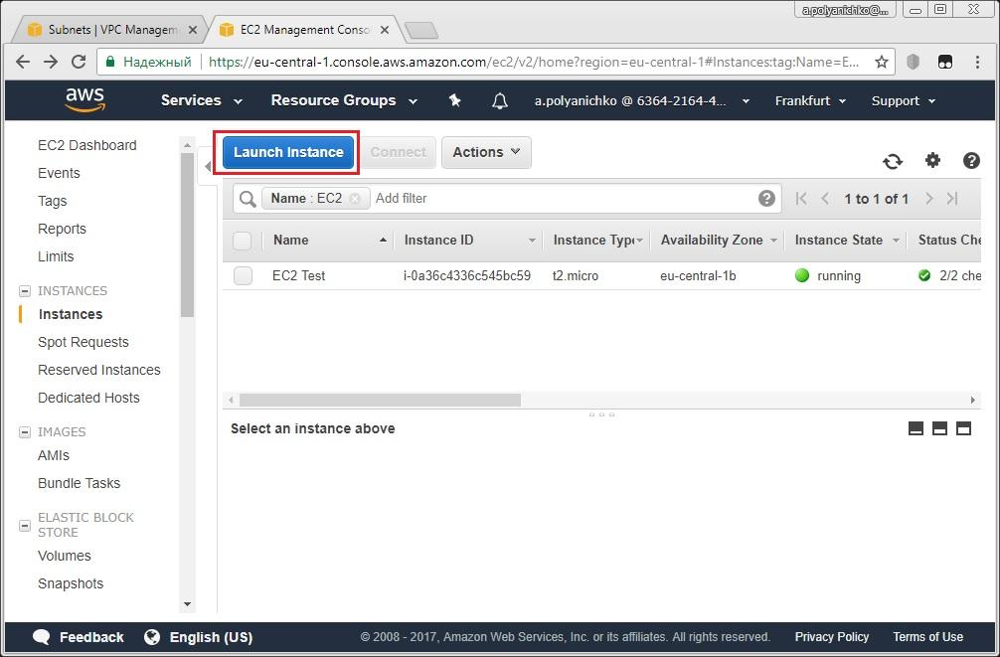 a.polyanichko@...
Subnets | VPC Managem
EC2 Management Conso
Надежный
https://eu-central-1.console.aws.amazon.com/ec2/v2/home?region=eu-central-1#Instances:tag:Name=E...
aws
Services
Resource Groups
a.polyanichko @ 6364-2164-4...
Frankfurt
Support
EC2 Dashboard
Events
Tags
Reports
Limits
INSTANCES
Instances
Spot Requests
Reserved Instances
Dedicated Hosts
IMAGES
AMIs
Bundle Tasks
ELASTIC BLOCK
STORE
Volumes
Snapshots
Launch Instance
Connect
Actions
Name : EC2
Add filter
1 to 1 of 1
Name
Instance ID
Instance Type
Availability Zone
Instance State
Status Che
EC2 Test
i-0a36c4336c545bc59
t2.micro
eu-central-1b
running
2/2 che
Select an instance above
Feedback
English (US)
© 2008 - 2017, Amazon Web Services, Inc. or its affiliates. All rights reserved.
Privacy Policy
Terms of Use